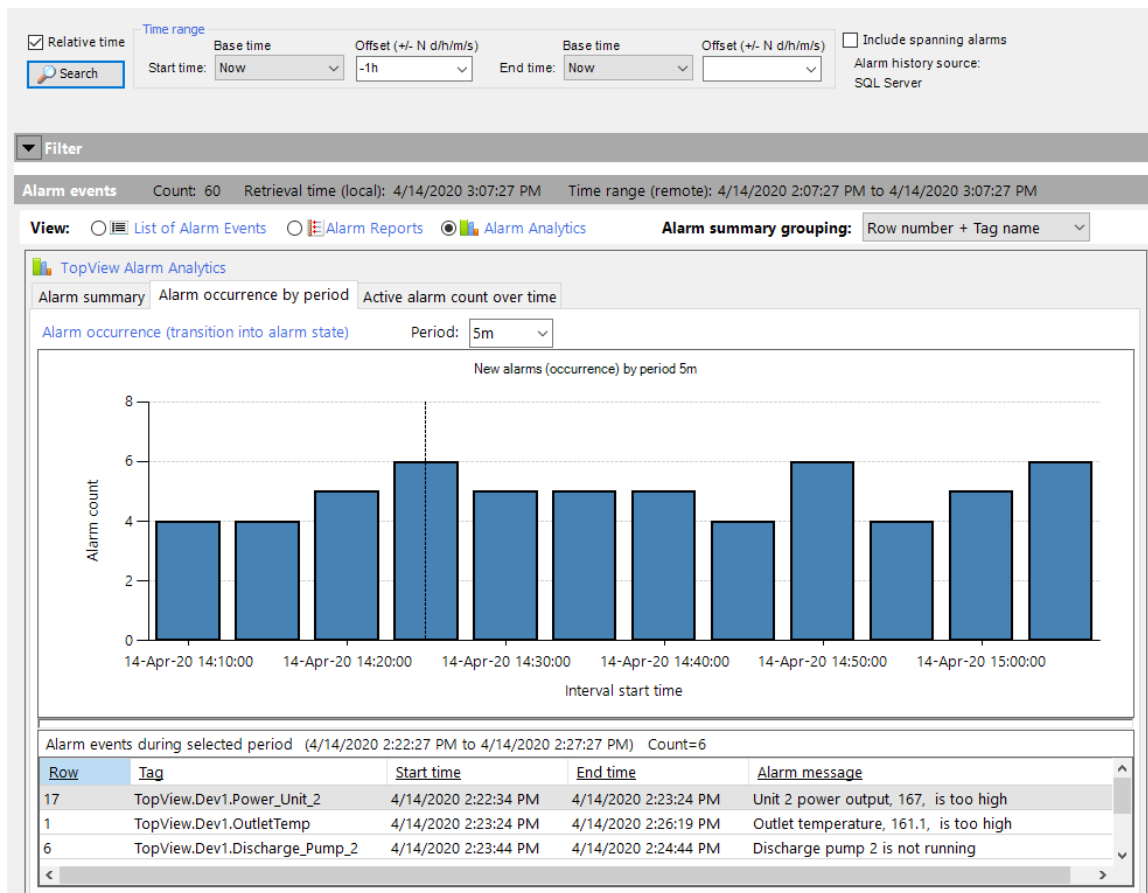 Time range
Relative time
Base time
Offset (+/- N d/h/m/s)
Base time
Offset (+/- N d/h/m/s)
Include spanning alarms
Search
Start time:
Now
-1h
End time:
Now
Alarm history source:
SQL Server
Filter
Alarm events Count: 60 Retrieval time (local): 4/14/2020 3:07:27 PM Time range (remote): 4/14/2020 2:07:27 PM to 4/14/2020 3:07:27 PM
View: List of Alarm Events Alarm Reports Alarm Analytics Alarm summary grouping: Row number + Tag name
TopView Alarm Analytics
Alarm summary Alarm occurrence by period Active alarm count over time
Alarm occurrence (transition into alarm state) Period: 5m
New alarms (occurrence) by period 5m
8
6
4
2
0
Alarm count
14-Apr-20 14:10:00 14-Apr-20 14:20:00 14-Apr-20 14:30:00 14-Apr-20 14:40:00 14-Apr-20 14:50:00 14-Apr-20 15:00:00
Interval start time
Alarm events during selected period (4/14/2020 2:22:27 PM to 4/14/2020 2:27:27 PM) Count=6
Row Tag Start time End time Alarm message
17 TopView.Dev1.Power_Unit_2 4/14/2020 2:22:34 PM 4/14/2020 2:23:24 PM Unit 2 power output, 167, is too high
1 TopView.Dev1.OutletTemp 4/14/2020 2:23:24 PM 4/14/2020 2:26:19 PM Outlet temperature, 161.1, is too high
6 TopView.Dev1.Discharge_Pump_2 4/14/2020 2:23:44 PM 4/14/2020 2:24:44 PM Discharge pump 2 is not running